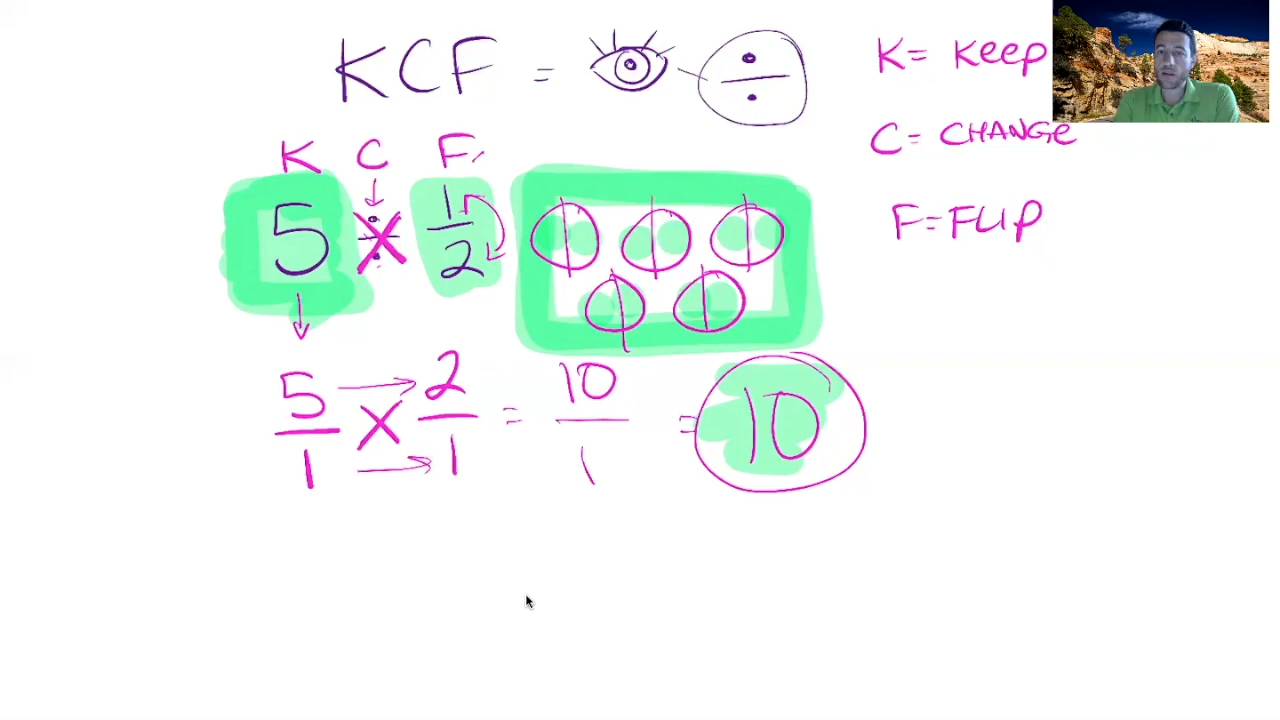 KCF = ÷
K = KEEP
C = CHANGE
F = FLIP
K C F
5 ÷ 1/2
5/1 X 2/1 = 10/1 = 10